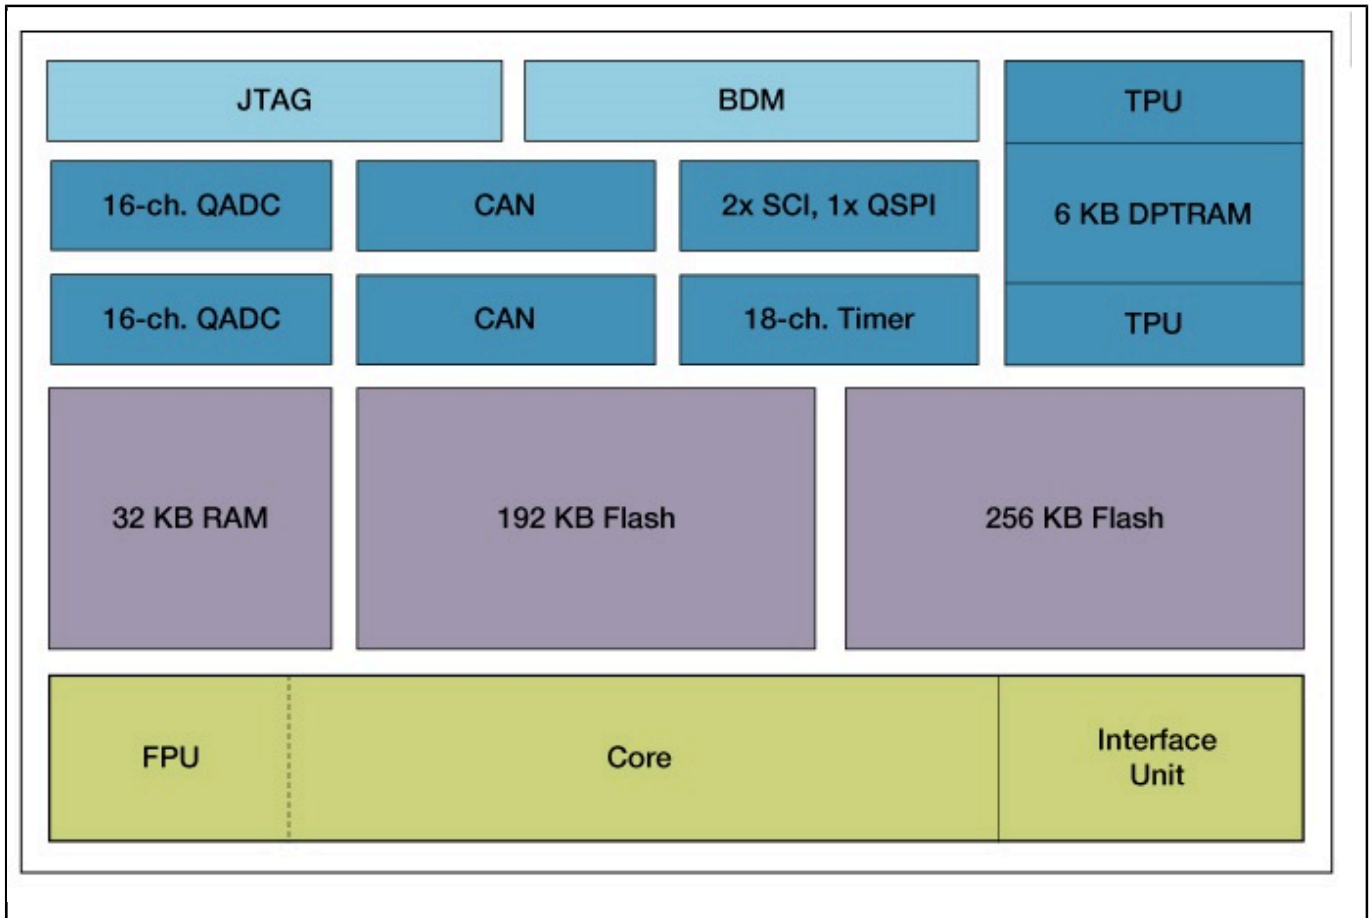 JTAG
BDM
TPU
16-ch. QADC
CAN
2x SCI, 1x QSPI
6 KB DPTRAM
16-ch. QADC
CAN
18-ch. Timer
TPU
32 KB RAM
192 KB Flash
256 KB Flash
FPU
Core
Interface
Unit